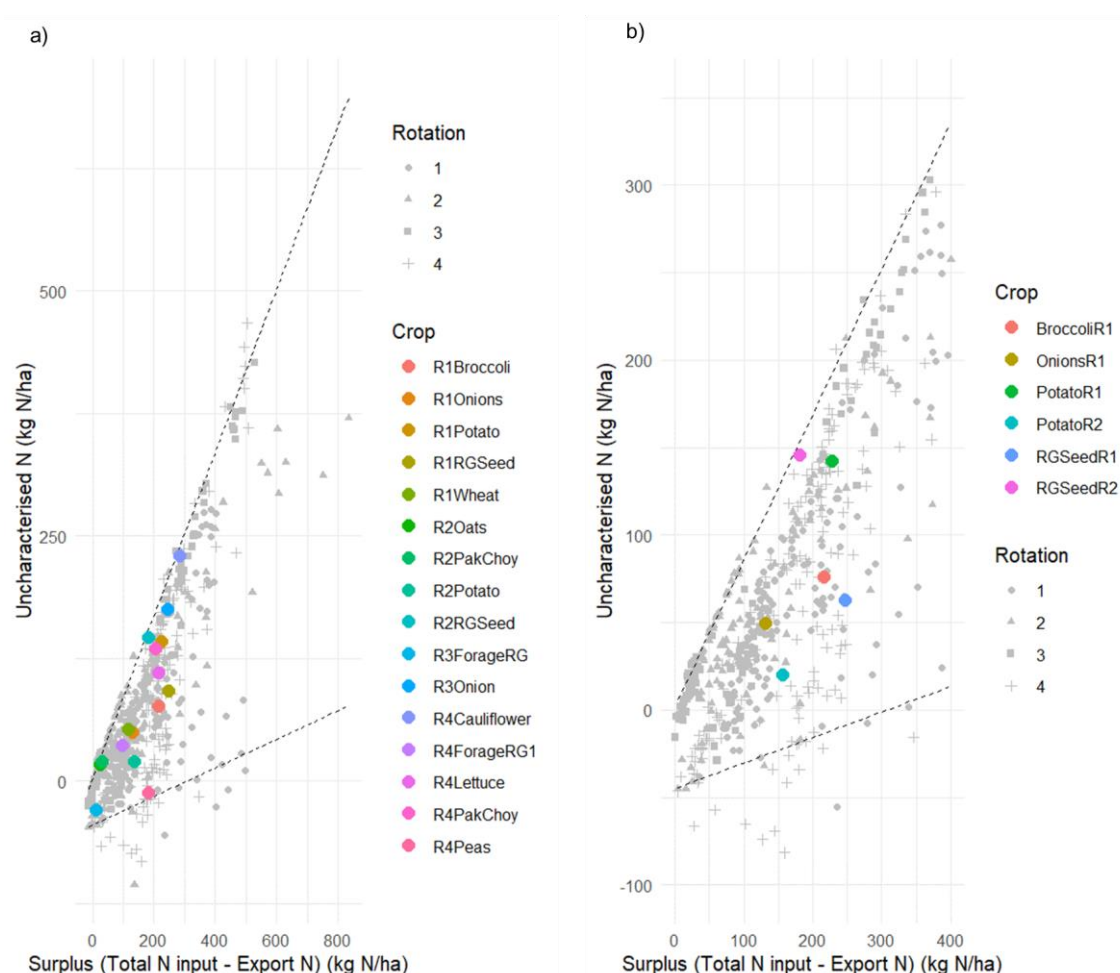 a)
Uncharacterised N (kg N/ha)
500
250
0
0 200 400 600 800
Surplus (Total N input - Export N) (kg N/ha)
Rotation
1
2
3
4
Crop
R1Broccoli
R1Onions
R1Potato
R1RGSeed
R1Wheat
R2Oats
R2PakChoy
R2Potato
R2RGSeed
R3ForageRG
R3Onion
R4Cauliflower
R4ForageRG1
R4Lettuce
R4PakChoy
R4Peas
b)
Uncharacterised N (kg N/ha)
300
200
100
0
-100
0 100 200 300 400
Surplus (Total N input - Export N) (kg N/ha)
Crop
BroccoliR1
OnionsR1
PotatoR1
PotatoR2
RGSeedR1
RGSeedR2
Rotation
1
2
3
4